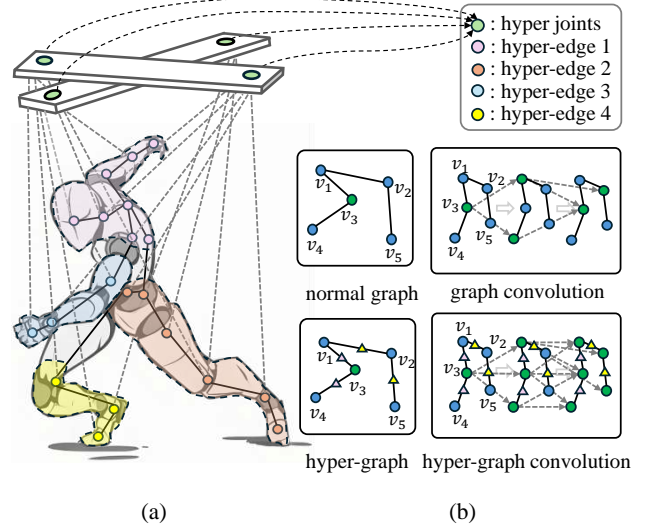 : hyper joints
: hyper-edge 1
: hyper-edge 2
: hyper-edge 3
: hyper-edge 4
v1
v2
v3
v4
v5
normal graph
v1
v2
v3
v5
v4
graph convolution
v1
v2
v3
v4
v5
hyper-graph
v1
v2
v3
v5
v4
hyper-graph convolution
(a)
(b)